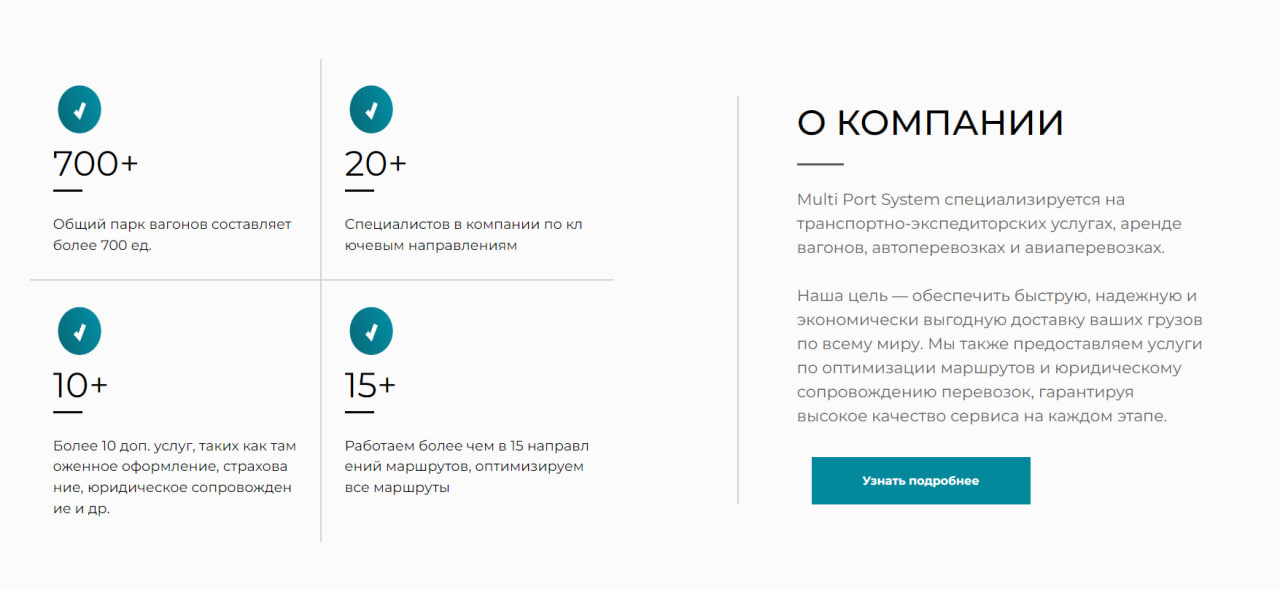 700+
Общий парк вагонов составляет
более 700 ед.
20+
Специалистов в компании по кл
ючевым направлениям
10+
Более 10 доп. услуг, таких как там
оженное оформление, страхова
ние, юридическое сопровожден
ие и др.
15+
Работаем более чем в 15 направл
ений маршрутов, оптимизируем
все маршруты
О КОМПАНИИ
Multi Port System специализируется на
транспортно-экспедиторских услугах, аренде
вагонов, автоперевозках и авиаперевозках.
Наша цель — обеспечить быструю, надежную и
экономически выгодную доставку ваших грузов
по всему миру. Мы также предоставляем услуги
по оптимизации маршрутов и юридическому
сопровождению перевозок, гарантируя
высокое качество сервиса на каждом этапе.
Узнать подробнее